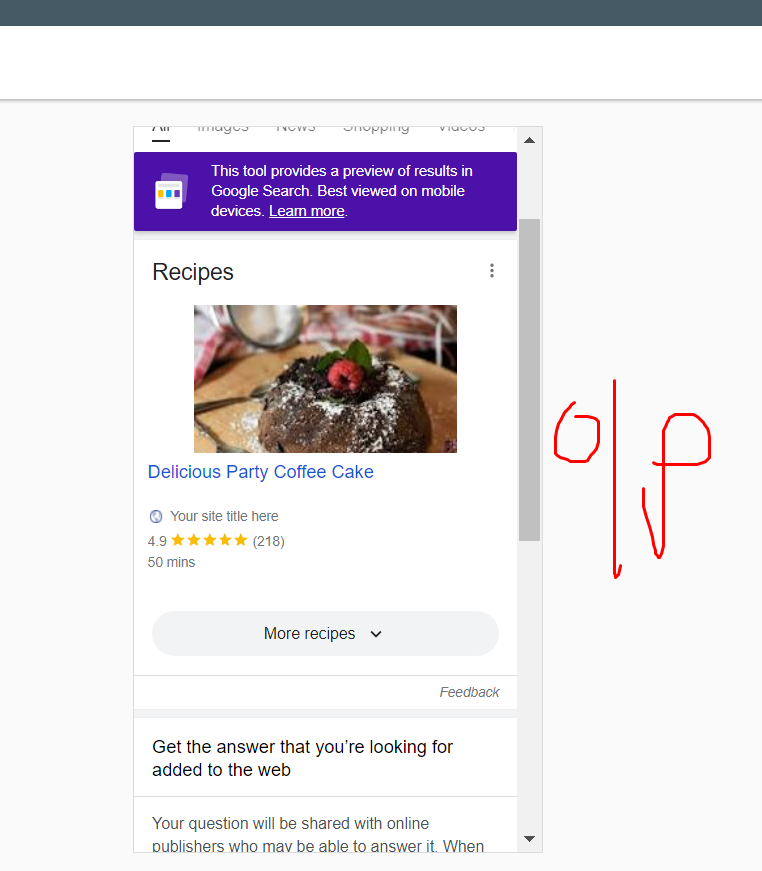 All Images News Shopping Videos
This tool provides a preview of results in
Google Search. Best viewed on mobile
devices. Learn more.
Recipes
Delicious Party Coffee Cake
Your site title here
4.9 (218)
50 mins
More recipes
Feedback
Get the answer that you’re looking for
added to the web
Your question will be shared with online
publishers who may be able to answer it. When
o/p